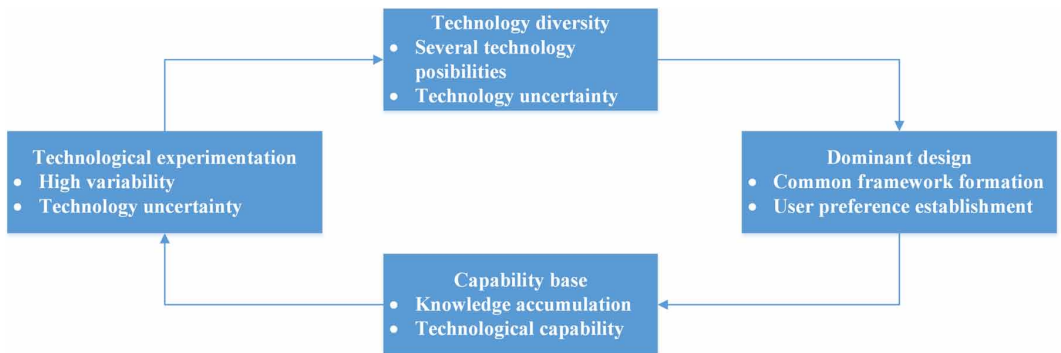 Technology diversity
• Several technology
posibilities
• Technology uncertainty
Technological experimentation
• High variability
• Technology uncertainty
Dominant design
• Common framework formation
• User preference establishment
Capability base
• Knowledge accumulation
• Technological capability